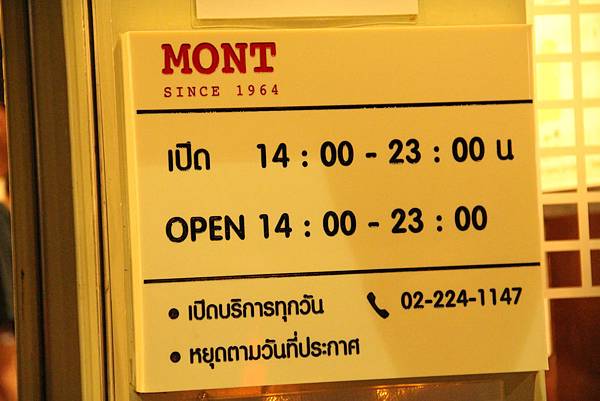 MONT
SINCE 1964
เปิด 14 : 00 - 23 : 00 น
OPEN 14 : 00 - 23 : 00
• เปิดบริการทุกวัน 02-224-1147
• หยุดตามวันที่ประกาศ